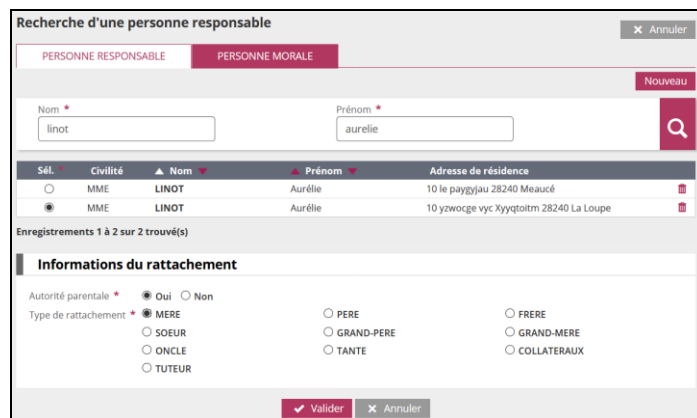 Recherche d'une personne responsable
Annuler
PERSONNE RESPONSABLE PERSONNE MORALE
Nouveau
Nom * Prénom *
linot aurelie
Sél. * Civilité Nom Prénom Adresse de résidence
MME LINOT Aurélie 10 le paygyjau 28240 Meaucé
MME LINOT Aurélie 10 yzwocge vyc Xyyqtoitm 28240 La Loupe
Enregistrements 1 à 2 sur 2 trouvé(s)
Informations du rattachement
Autorité parentale * Oui Non
Type de rattachement * MERE PERE FRERE
SOEUR GRAND-PERE GRAND-MERE
ONCLE TANTE COLLATERAUX
TUTEUR
Valider Annuler